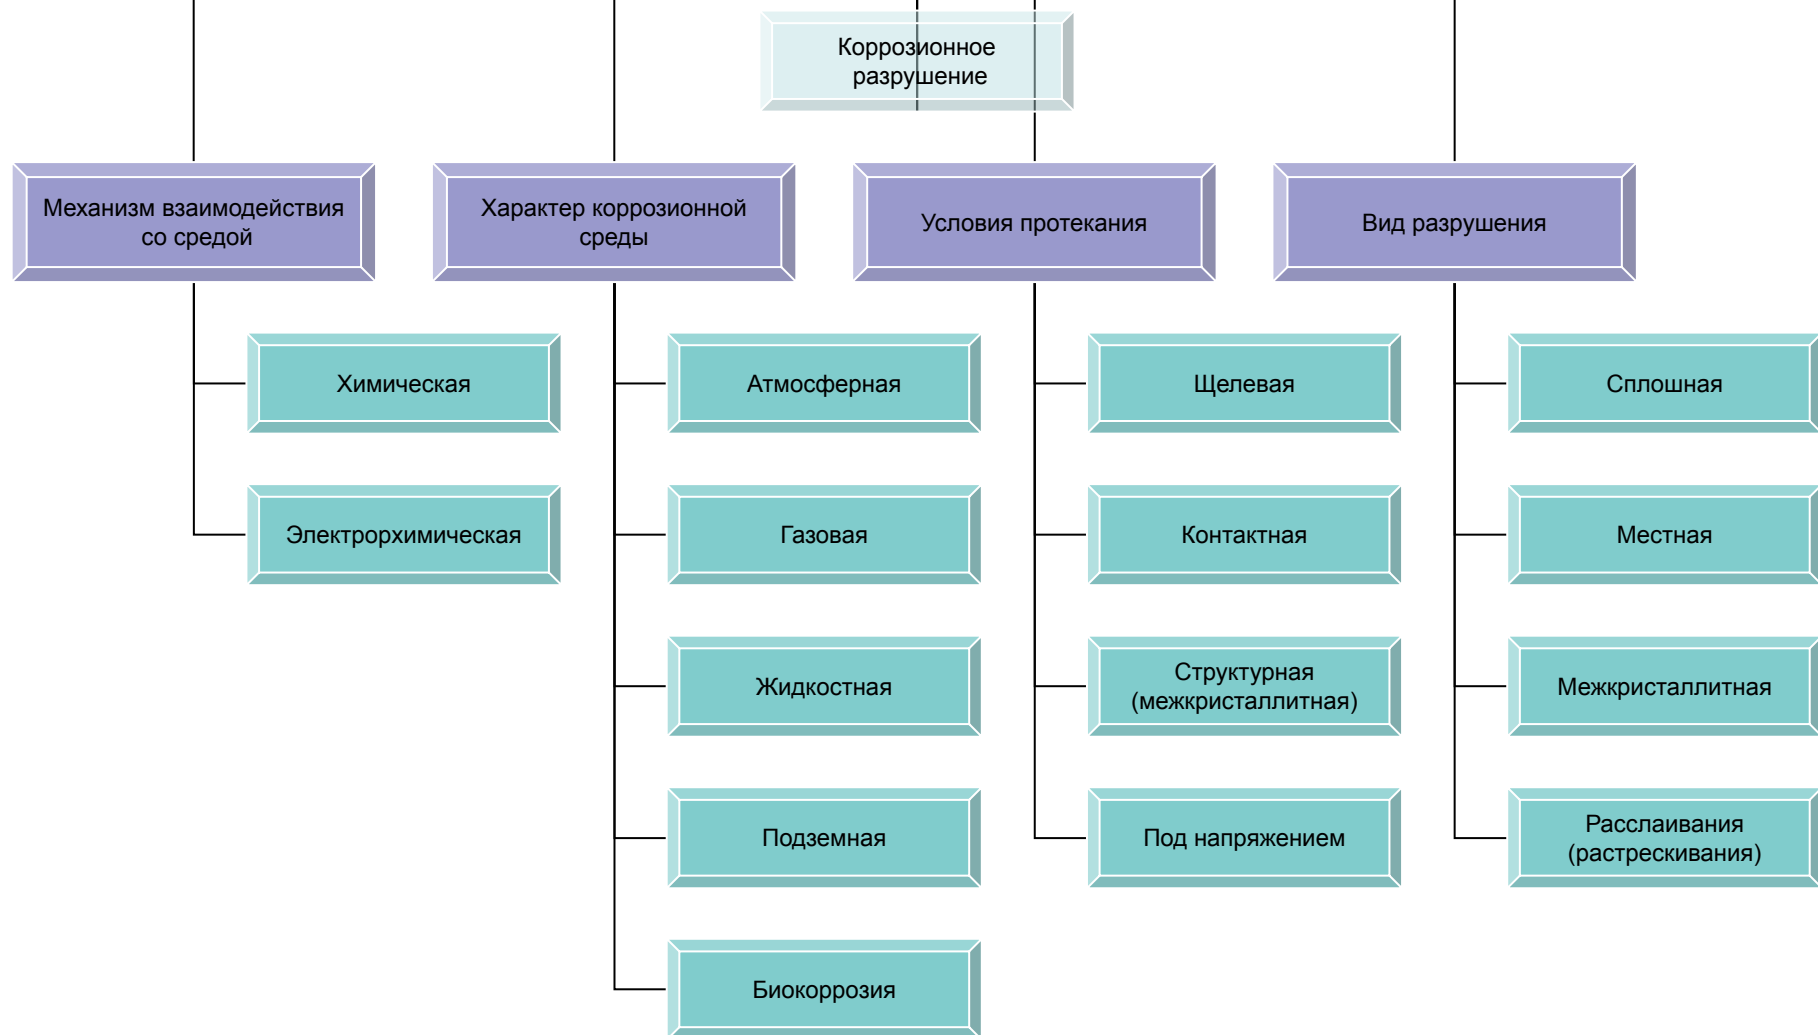 Коррозионное
разрушение
Механизм взаимодействия
со средой
Характер коррозионной
среды
Условия протекания
Вид разрушения
Химическая
Атмосферная
Щелевая
Сплошная
Электрорхимическая
Газовая
Контактная
Местная
Жидкостная
Структурная
(межкристаллитная)
Межкристаллитная
Подземная
Под напряжением
Расслаивания
(растрескивания)
Биокоррозия